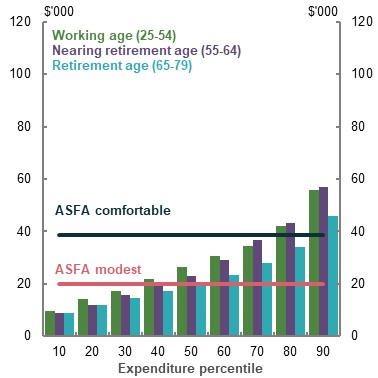 $'000 $'000
Working age (25-54)
Nearing retirement age (55-64)
Retirement age (65-79)
120 120
100 100
80 80
60 60
ASFA comfortable
40 40
ASFA modest
20 20
0 0
10 20 30 40 50 60 70 80 90
Expenditure percentile